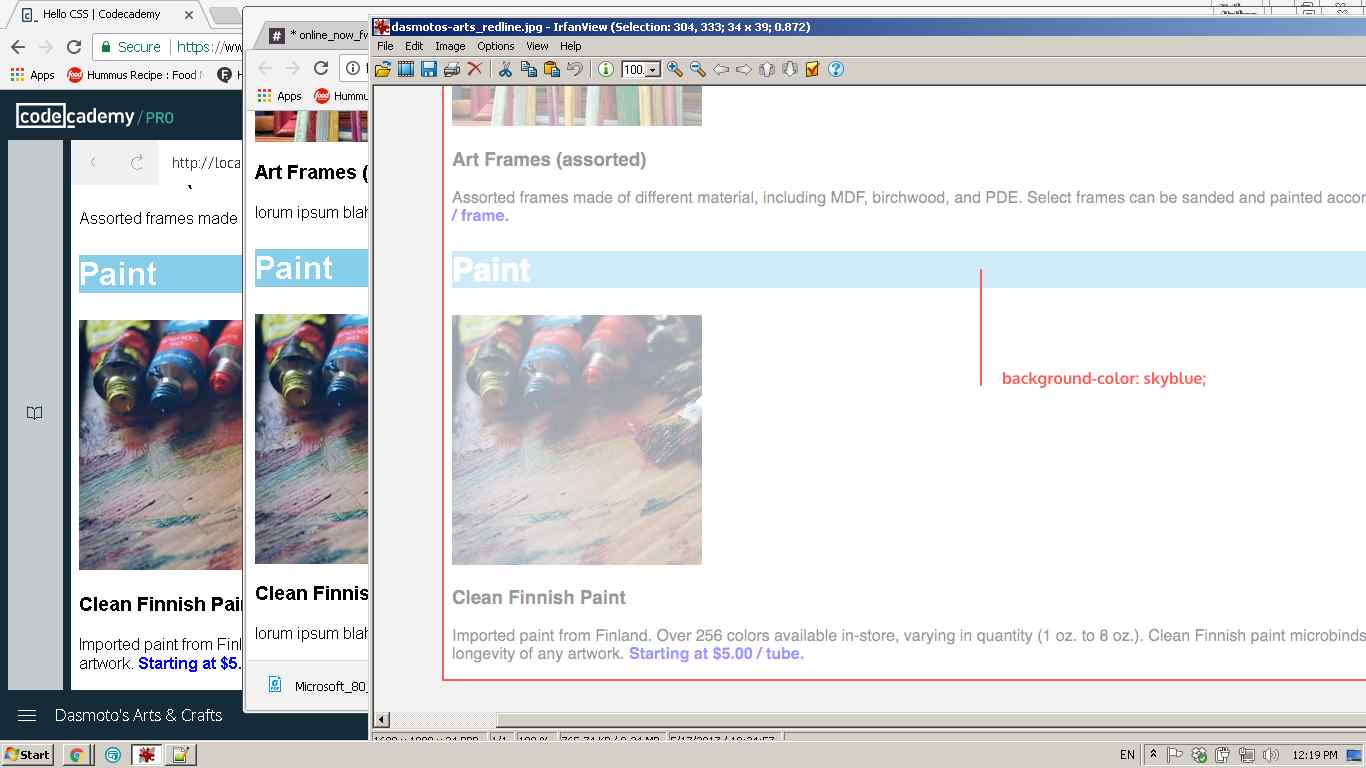 Hello CSS | Codecademy
Secure
https://ww
Apps
Hummus Recipe : Food
codecademy / PRO
http://loca
Assorted frames made
Paint
Clean Finnish Pai
Imported paint from Finl
artwork. Starting at $5.
Dasmoto's Arts & Crafts
* online_now_fw
Apps
Hummu
Art Frames (
lorum ipsum blah
Paint
Clean Finnis
lorum ipsum blah
Microsoft_80_
dasmotos-arts_redline.jpg - IrfanView (Selection: 304, 333; 34 x 39; 0.872)
File Edit Image Options View Help
100.
Art Frames (assorted)
Assorted frames made of different material, including MDF, birchwood, and PDE. Select frames can be sanded and painted accor
/ frame.
Paint
background-color: skyblue;
Clean Finnish Paint
Imported paint from Finland. Over 256 colors available in-store, varying in quantity (1 oz. to 8 oz.). Clean Finnish paint microbinds
longevity of any artwork. Starting at $5.00 / tube.
Start
EN
12:19 PM